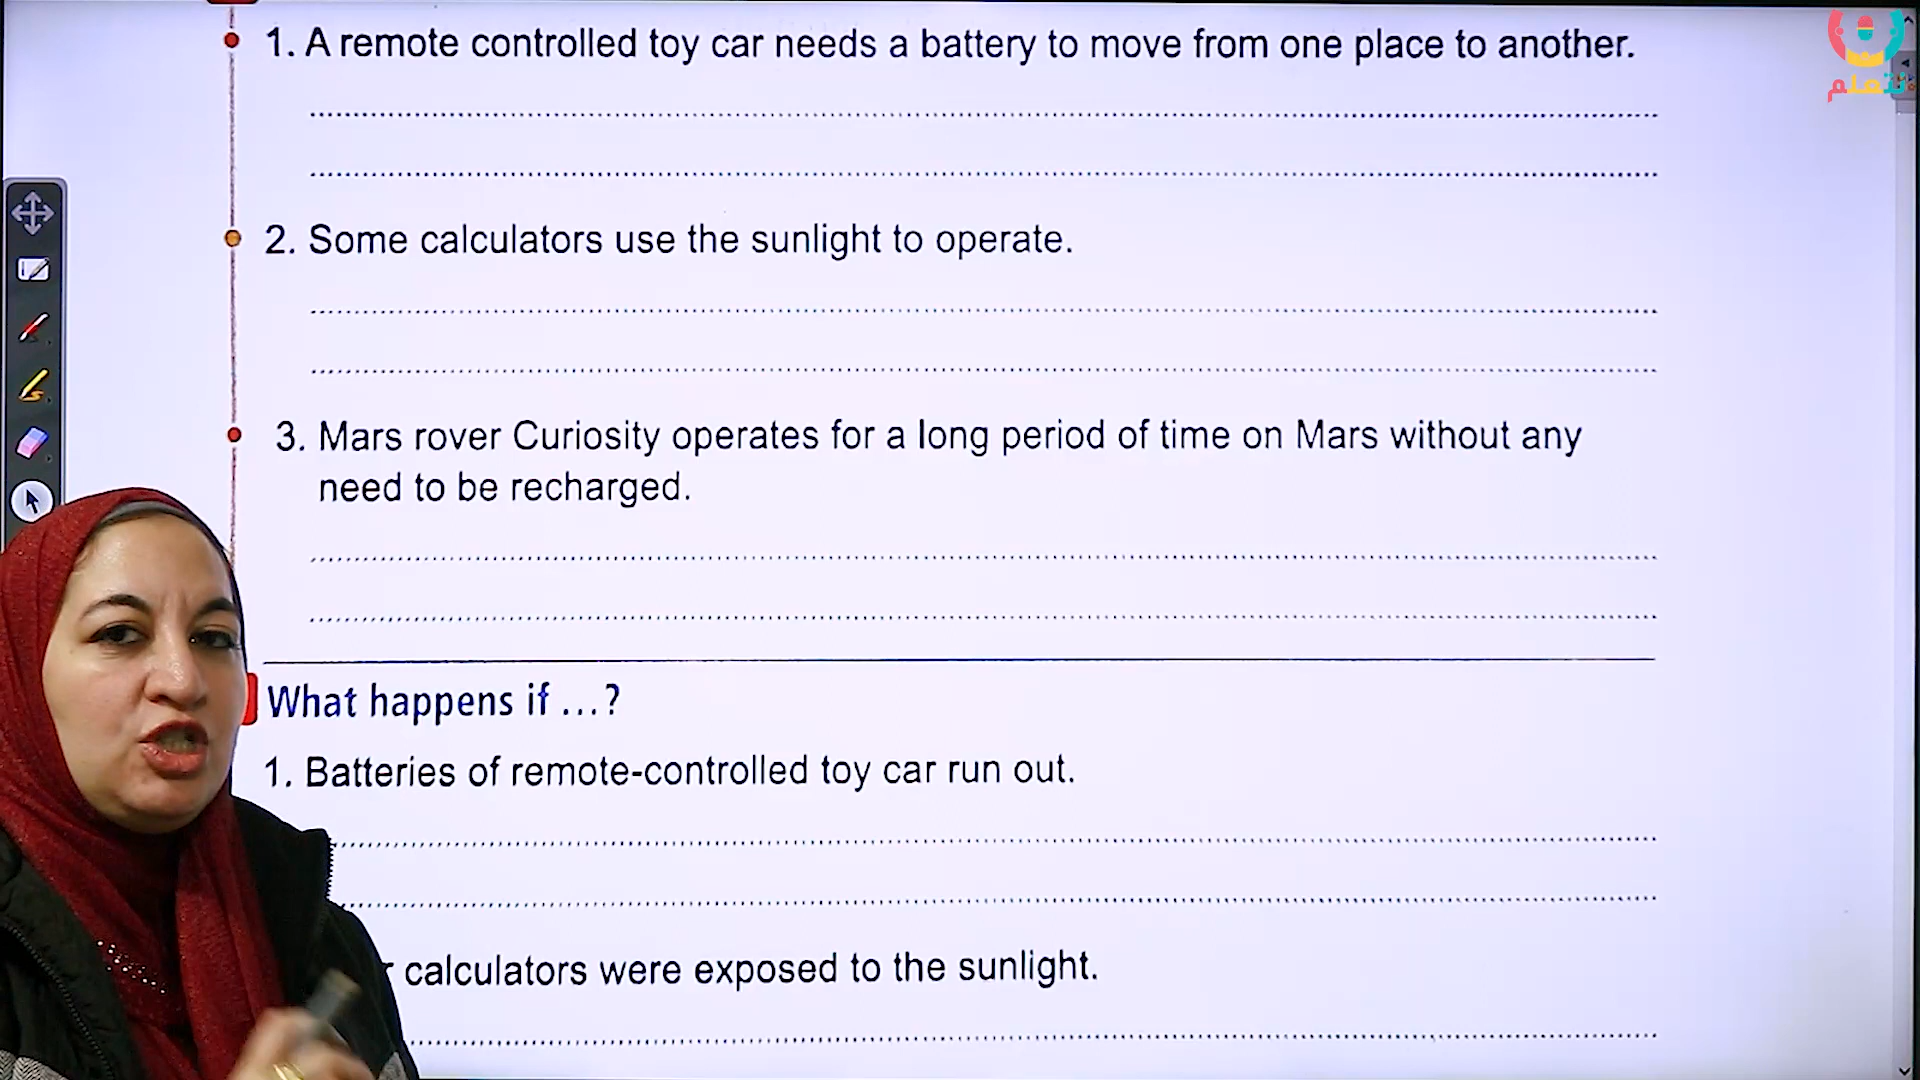 1. A remote controlled toy car needs a battery to move from one place to another.
2. Some calculators use the sunlight to operate.
3. Mars rover Curiosity operates for a long period of time on Mars without any
need to be recharged.
What happens if ...?
1. Batteries of remote-controlled toy car run out.
calculators were exposed to the sunlight.
نتعلم